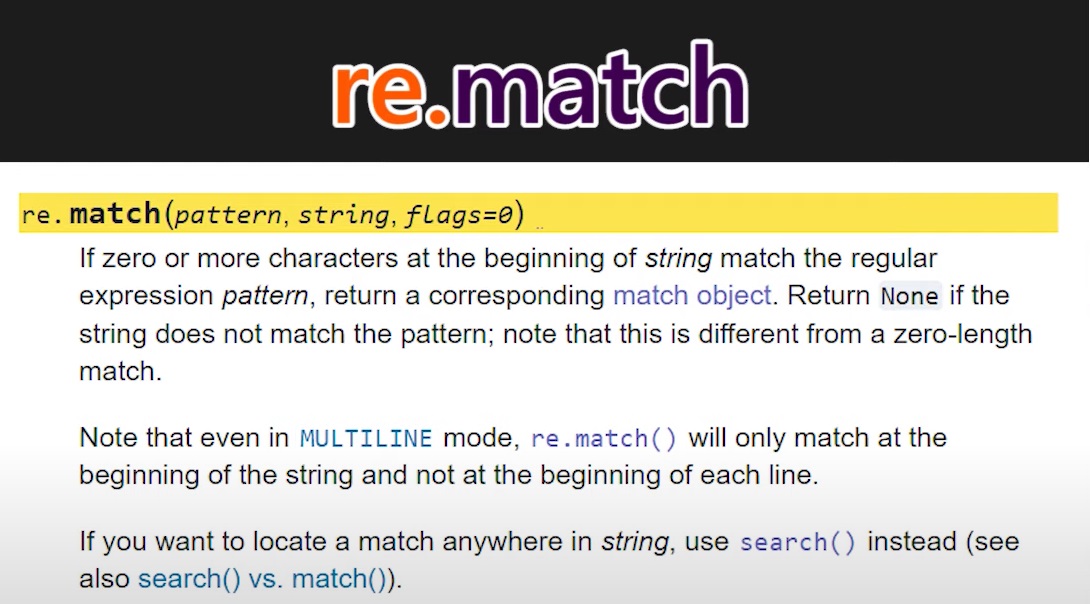 re.match
re.match(pattern, string, flags=0)
If zero or more characters at the beginning of string match the regular
expression pattern, return a corresponding match object. Return None if the
string does not match the pattern; note that this is different from a zero-length
match.
Note that even in MULTILINE mode, re.match() will only match at the
beginning of the string and not at the beginning of each line.
If you want to locate a match anywhere in string, use search() instead (see
also search() vs. match()).